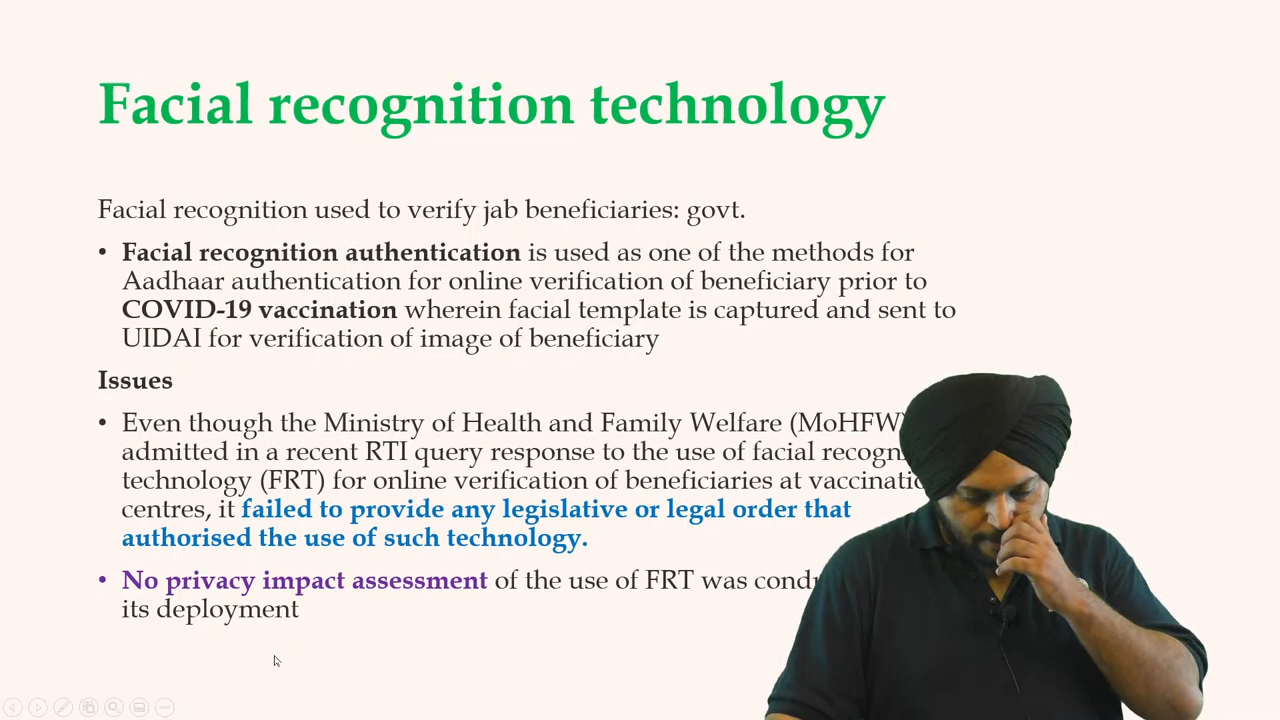 Facial recognition technology
Facial recognition used to verify jab beneficiaries: govt.
• Facial recognition authentication is used as one of the methods for
Aadhaar authentication for online verification of beneficiary prior to
COVID-19 vaccination wherein facial template is captured and sent to
UIDAI for verification of image of beneficiary
Issues
• Even though the Ministry of Health and Family Welfare (MoHFW)
admitted in a recent RTI query response to the use of facial
technology (FRT) for online verification of beneficiaries at
centres, it failed to provide any legislative or legal order that
authorised the use of such technology.
• No privacy impact assessment of the use of FRT was
its deployment